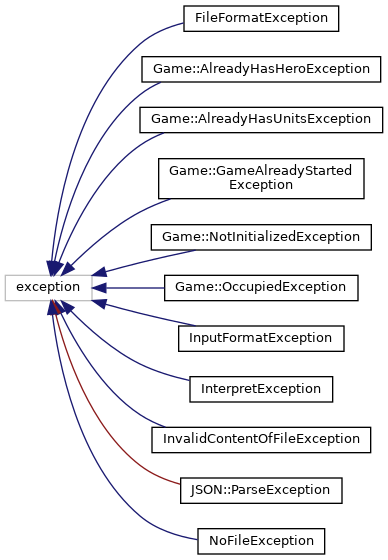 FileFormatException
Game::AlreadyHasHeroException
Game::AlreadyHasUnitsException
Game::GameAlreadyStarted
Exception
Game::NotInitializedException
exception
Game::OccupiedException
InputFormatException
InterpretException
InvalidContentOfFileException
JSON::ParseException
NoFileException